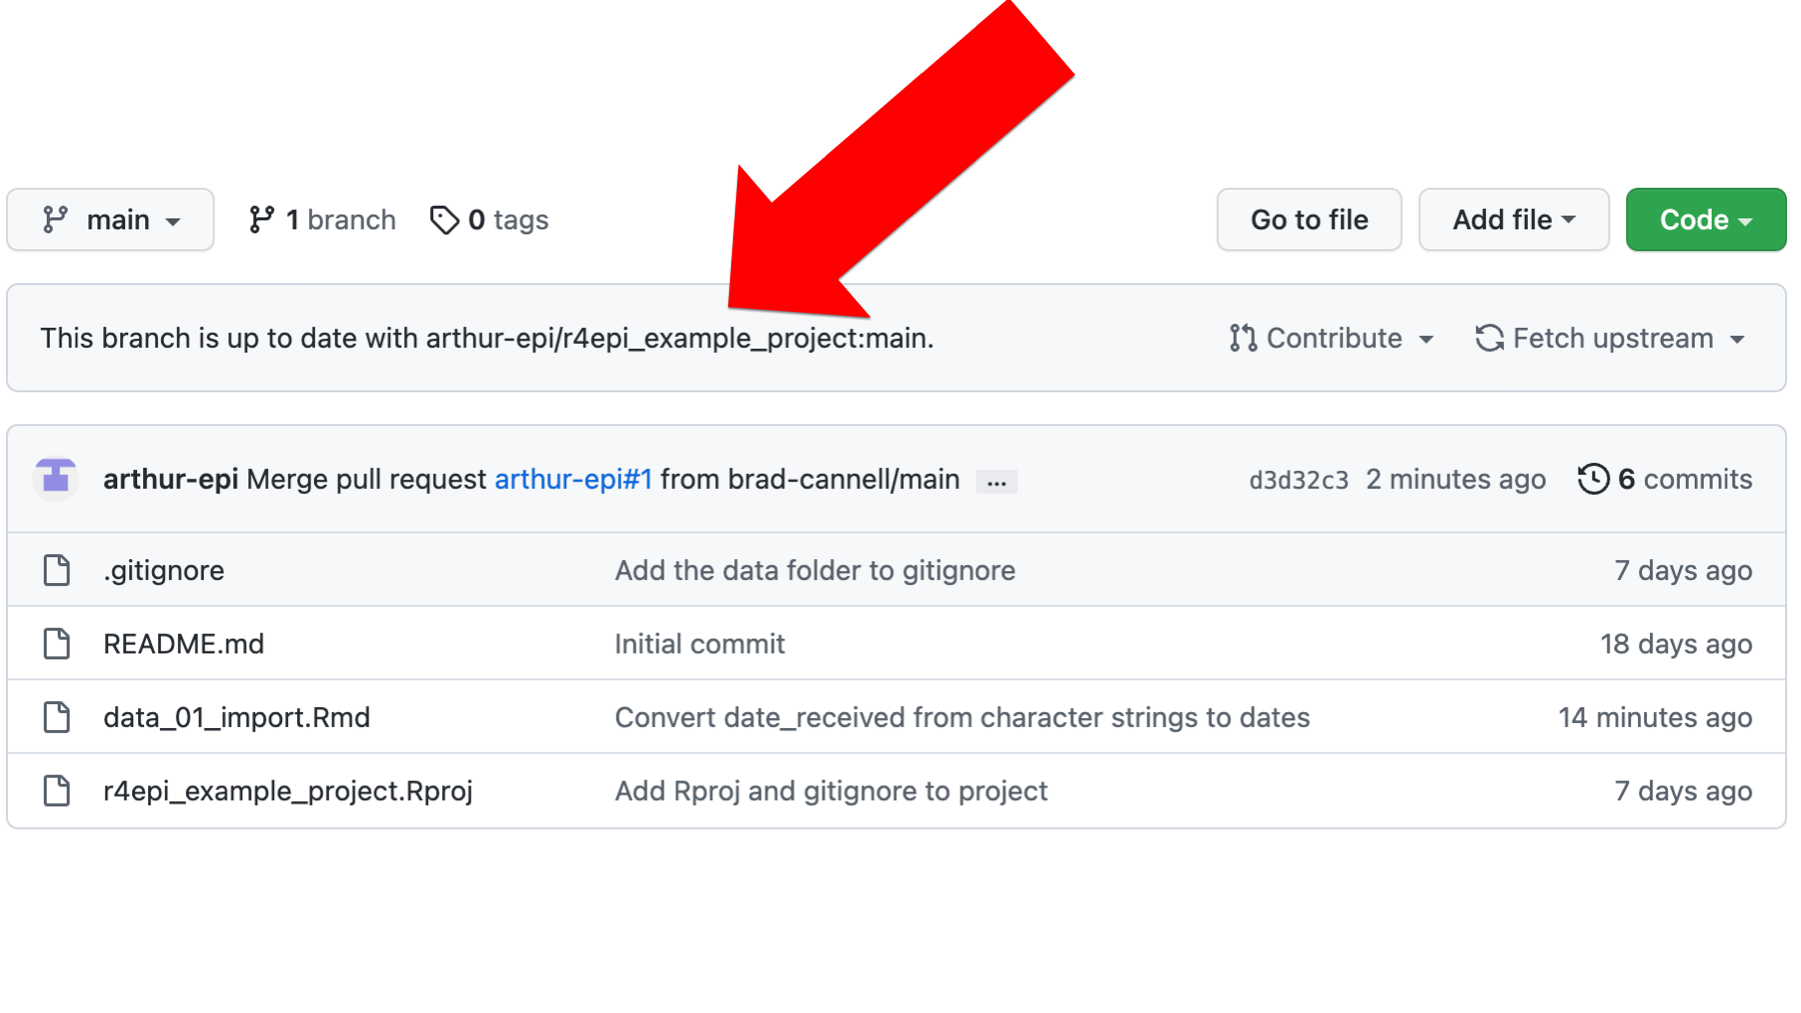 main 1 branch 0 tags Go to file Add file Code
This branch is up to date with arthur-epi/r4epi_example_project:main. Contribute Fetch upstream
arthur-epi Merge pull request arthur-epi#1 from brad-cannell/main ... d3d32c3 2 minutes ago 6 commits
.gitignore Add the data folder to gitignore 7 days ago
README.md Initial commit 18 days ago
data_01_import.Rmd Convert date_received from character strings to dates 14 minutes ago
r4epi_example_project.Rproj Add Rproj and gitignore to project 7 days ago